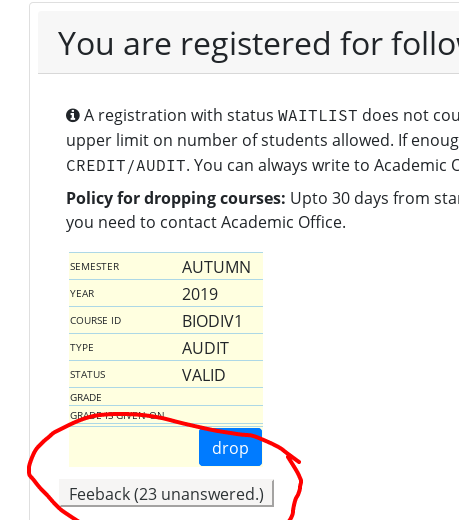 You are registered for follo
A registration with status WAITLIST does not cou
upper limit on number of students allowed. If enoug
CREDIT/AUDIT. You can always write to Academic O
Policy for dropping courses: Upto 30 days from sta
you need to contact Academic Office.
SEMESTER AUTUMN
YEAR 2019
COURSE ID BIODIV1
TYPE AUDIT
STATUS VALID
GRADE
GRADE IS GIVEN ON
drop
Feeback (23 unanswered.)